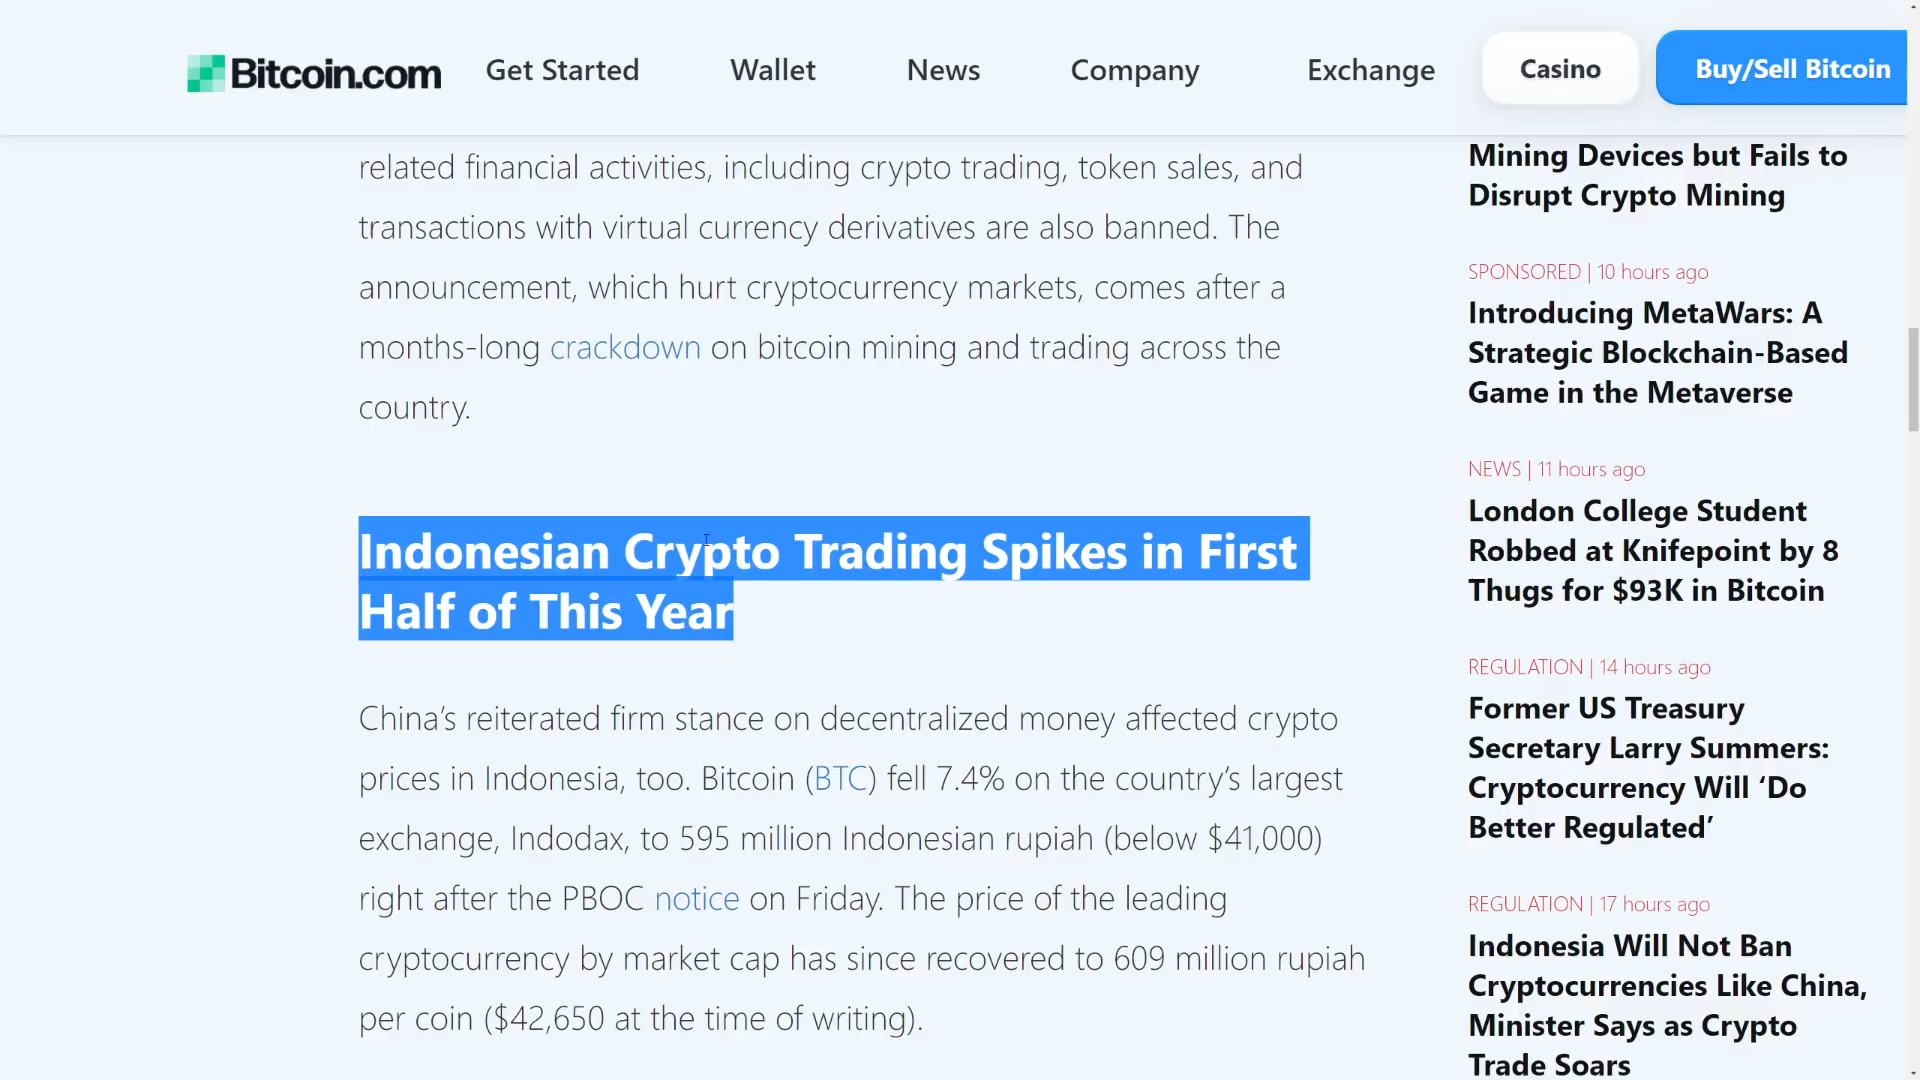 Bitcoin.com
Get Started
Wallet
News
Company
Exchange
Casino
Buy/Sell Bitcoin
related financial activities, including crypto trading, token sales, and
transactions with virtual currency derivatives are also banned. The
announcement, which hurt cryptocurrency markets, comes after a
months-long crackdown on bitcoin mining and trading across the
country.
Indonesian Crypto Trading Spikes in First
Half of This Year
China’s reiterated firm stance on decentralized money affected crypto
prices in Indonesia, too. Bitcoin (BTC) fell 7.4% on the country’s largest
exchange, Indodax, to 595 million Indonesian rupiah (below $41,000)
right after the PBOC notice on Friday. The price of the leading
cryptocurrency by market cap has since recovered to 609 million rupiah
per coin ($42,650 at the time of writing).
Mining Devices but Fails to
Disrupt Crypto Mining
SPONSORED | 10 hours ago
Introducing MetaWars: A
Strategic Blockchain-Based
Game in the Metaverse
NEWS | 11 hours ago
London College Student
Robbed at Knifepoint by 8
Thugs for $93K in Bitcoin
REGULATION | 14 hours ago
Former US Treasury
Secretary Larry Summers:
Cryptocurrency Will ‘Do
Better Regulated’
REGULATION | 17 hours ago
Indonesia Will Not Ban
Cryptocurrencies Like China,
Minister Says as Crypto
Trade Soars